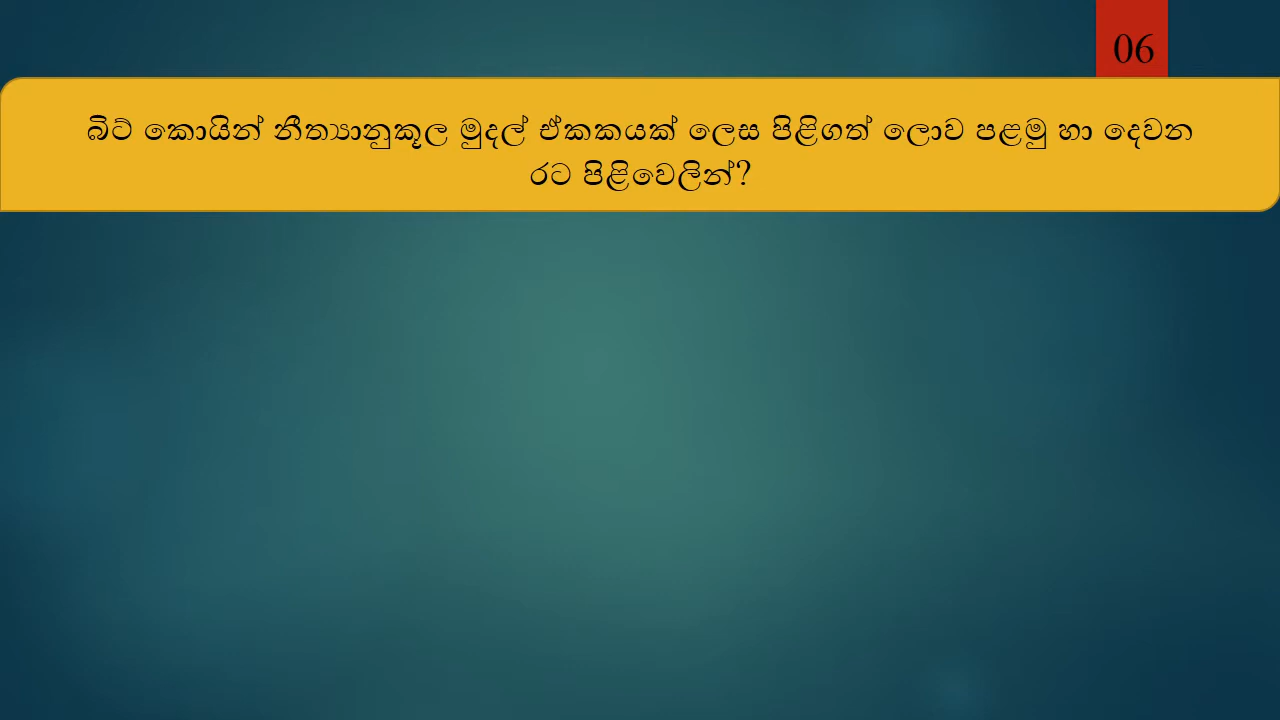 06
බිට් කොයින් නීත්‍යානුකූල මුදල් ඒකකයක් ලෙස පිළිගත් ලොව පළමු හා දෙවන
රට පිළිවෙලින්?